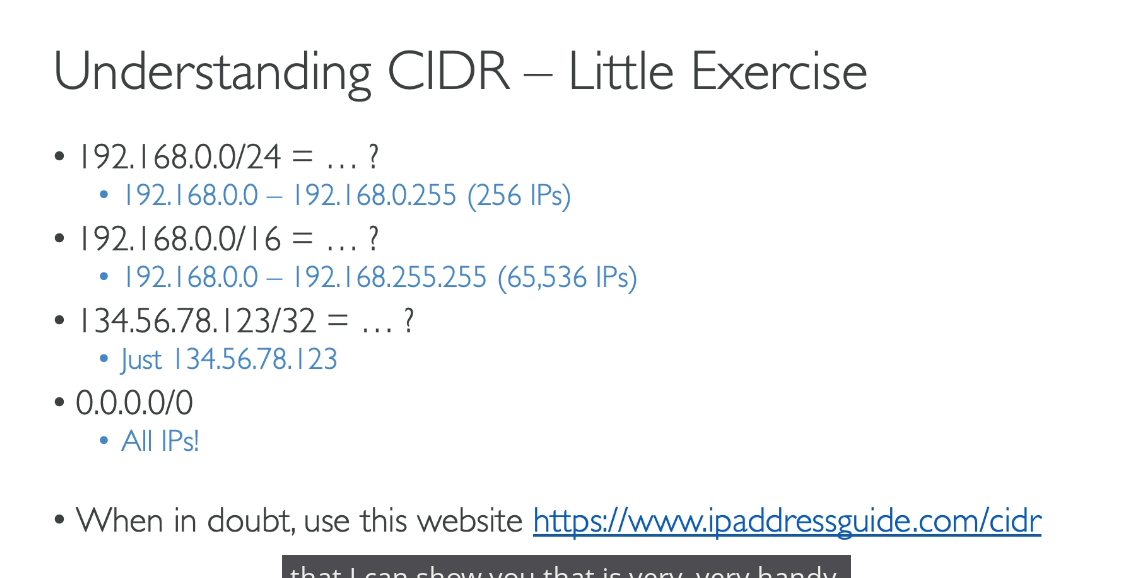 Understanding CIDR – Little Exercise
• 192.168.0.0/24 = … ?
• 192.168.0.0 – 192.168.0.255 (256 IPs)
• 192.168.0.0/16 = … ?
• 192.168.0.0 – 192.168.255.255 (65,536 IPs)
• 134.56.78.123/32 = … ?
• Just 134.56.78.123
• 0.0.0.0/0
• All IPs!
• When in doubt, use this website https://www.ipaddressguide.com/cidr
that I can show you that is very, very handy